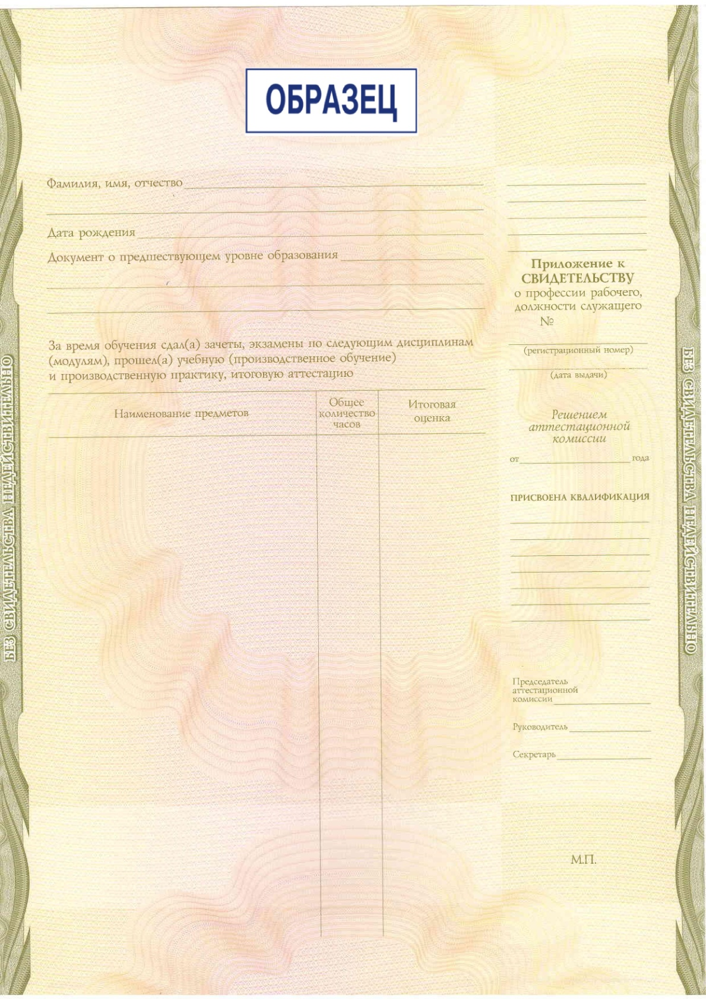 ОБРАЗЕЦ
Фамилия, имя, отчество
Дата рождения
Документ о предшествующем уровне образования
За время обучения сдал(а) зачеты, экзамены по следующим дисциплинам
(модулям), прошел(а) учебную (производственное обучение)
и производственную практику, итоговую аттестацию
Наименование предметов
Общее
количество
часов
Итоговая
оценка
Приложение к
СВИДЕТЕЛЬСТВУ
о профессии рабочего,
должности служащего
№
(регистрационный номер)
(дата выдачи)
Решением
аттестационной
комиссии
от года
ПРИСВОЕНА КВАЛИФИКАЦИЯ
Председатель
аттестационной
комиссии
Руководитель
Секретарь
М.П.
БЕЗ СВИДЕТЕЛЬСТВА НЕДЕЙСТВИТЕЛЬНО
БЕЗ СВИДЕТЕЛЬСТВА НЕДЕЙСТВИТЕЛЬНО